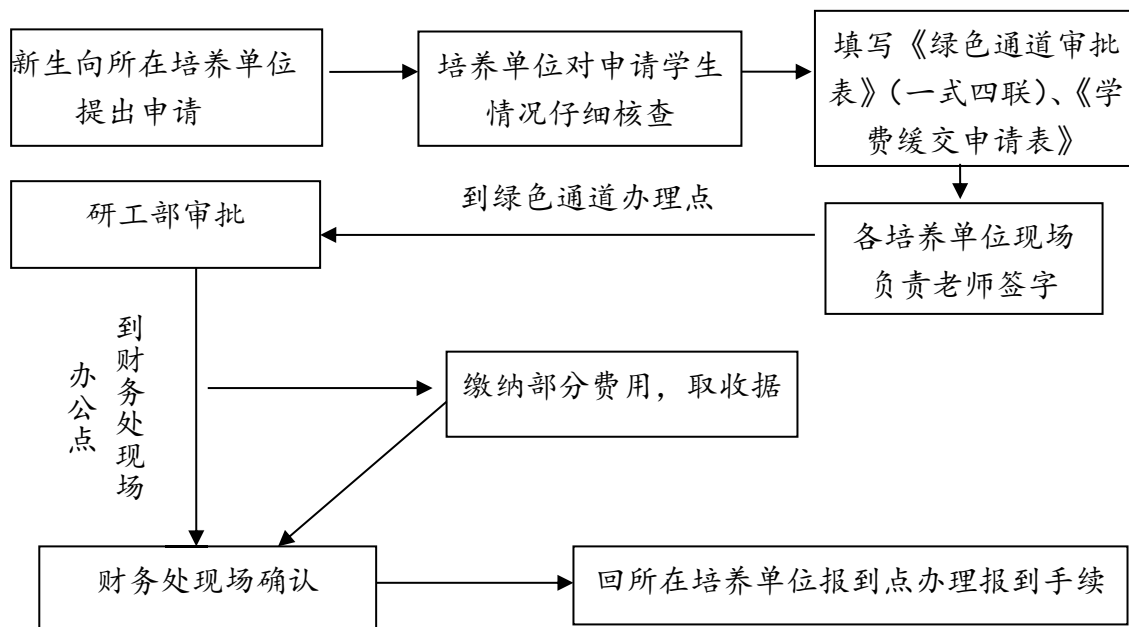 新生向所在培养单位
提出申请
培养单位对申请学生
情况仔细核查
填写《绿色通道审批
表》(一式四联)、《学
费缓交申请表》
各培养单位现场
负责老师签字
到绿色通道办理点
研工部审批
到财务处现场
办公点
缴纳部分费用，取收据
财务处现场确认
回所在培养单位报到点办理报到手续